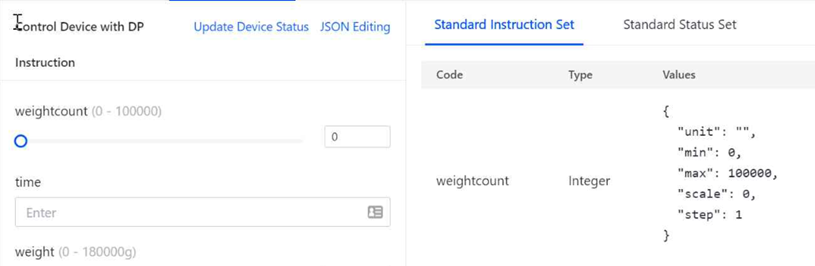 Control Device with DP
Update Device Status
JSON Editing
Instruction
weightcount (0 - 100000)
0
time
Enter
weight (0 - 180000g)
Standard Instruction Set
Standard Status Set
Code
Type
Values
weightcount
Integer
{
"unit": "",
"min": 0,
"max": 100000,
"scale": 0,
"step": 1
}